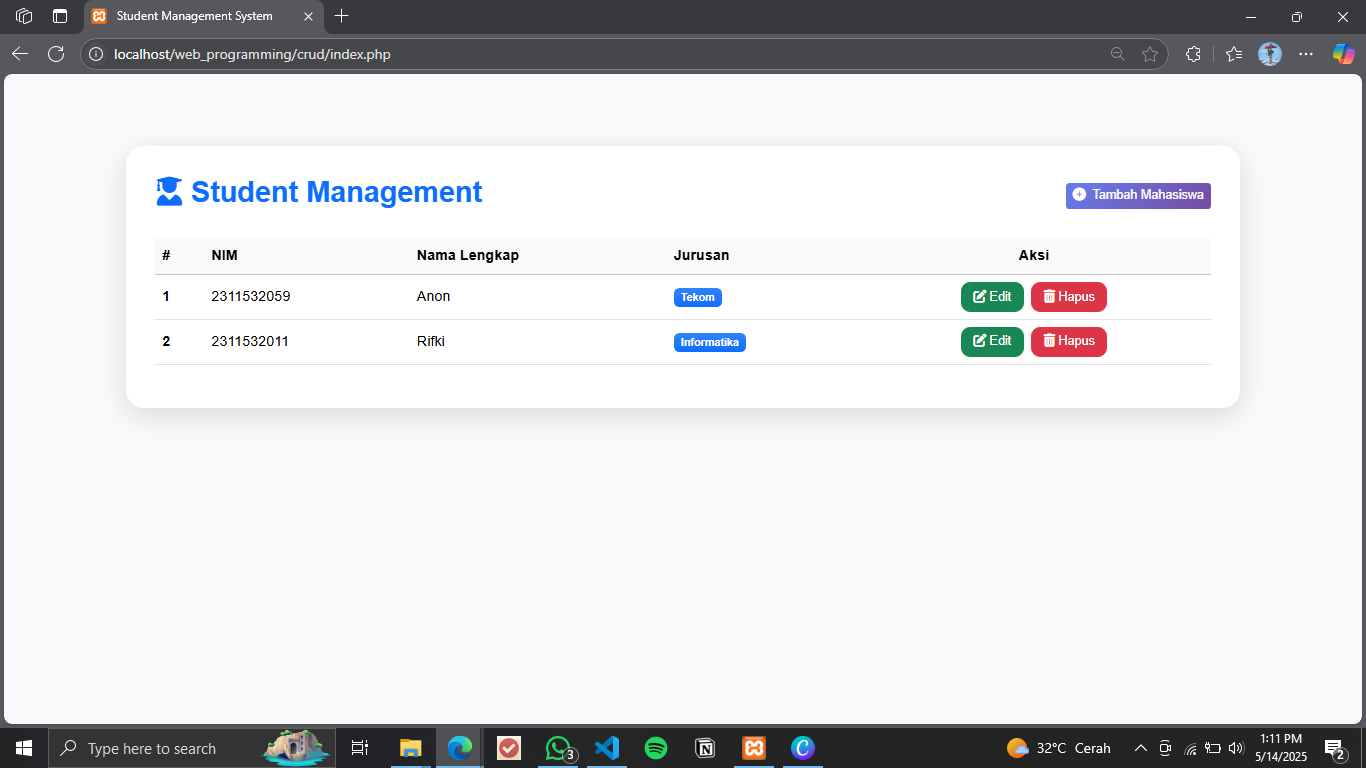 Student Management System
localhost/web_programming/crud/index.php
Student Management
Tambah Mahasiswa
# NIM Nama Lengkap Jurusan Aksi
1 2311532059 Anon Tekom Edit Hapus
2 2311532011 Rifki Informatika Edit Hapus
Type here to search
3
32°C Cerah
1:11 PM
5/14/2025
2